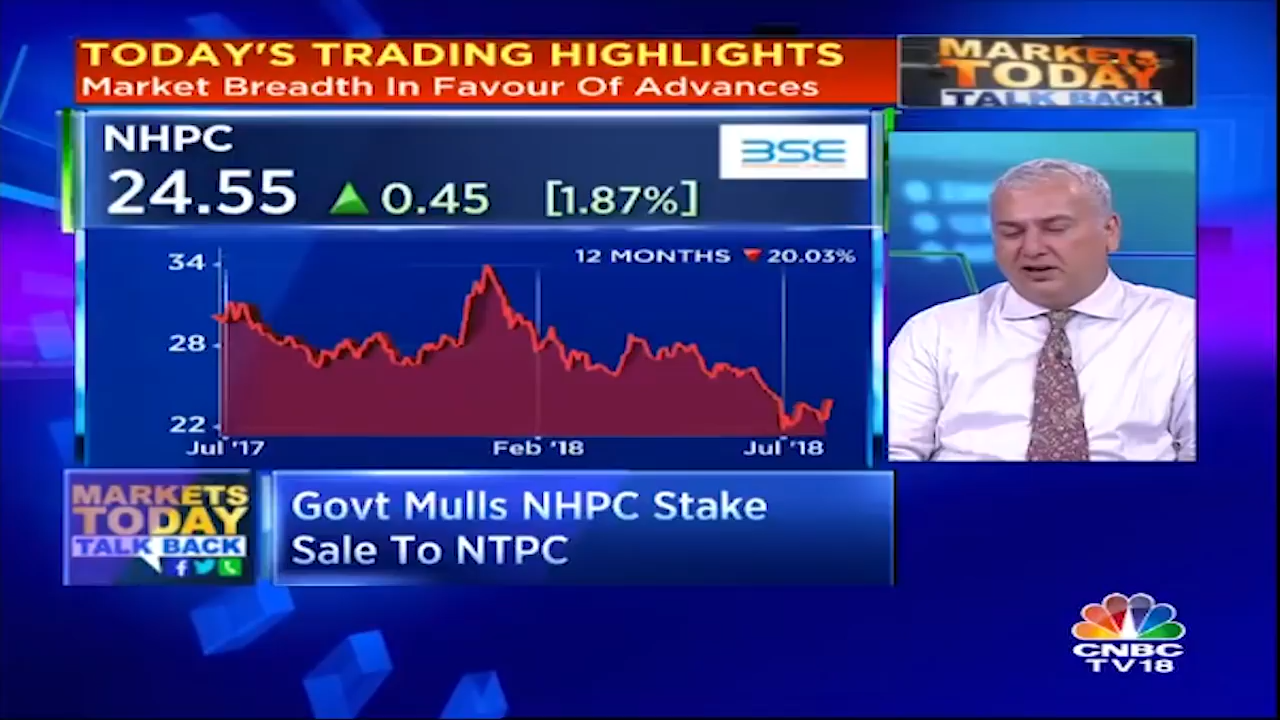 TODAY'S TRADING HIGHLIGHTS
Market Breadth In Favour Of Advances
MARKETS
TODAY
TALK BACK
NHPC
BSE
24.55 ▲ 0.45 [1.87%]
12 MONTHS ▼ 20.03%
34
28
22
Jul '17 Feb '18 Jul '18
MARKETS
TODAY
TALK BACK
Govt Mulls NHPC Stake
Sale To NTPC
CNBC
TV18